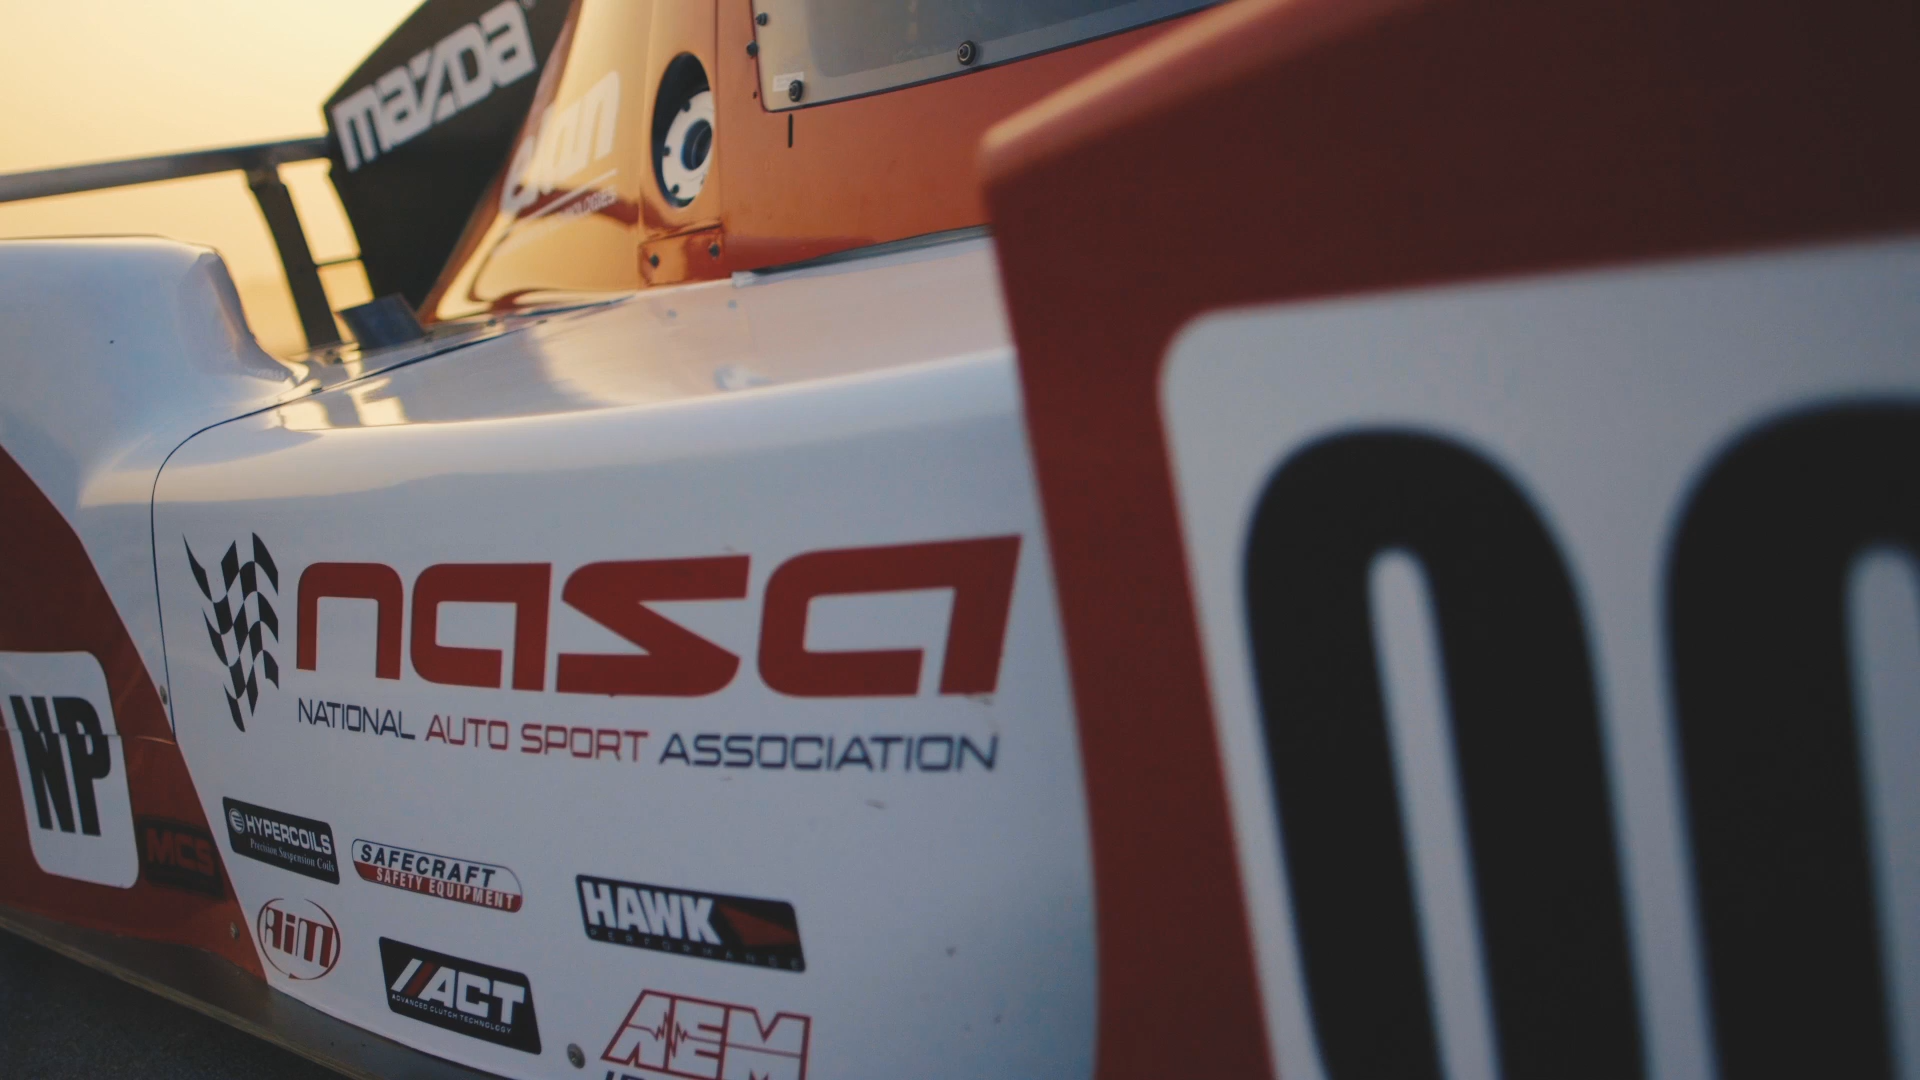 mazda
nasa
NATIONAL AUTO SPORT ASSOCIATION
NP
MCS
HYPERCOILS
Precision Suspension Coils
SAFECRAFT
SAFETY EQUIPMENT
AiM
HAWK
PERFORMANCE
ACT
ADVANCED CLUTCH TECHNOLOGY
AEM
00